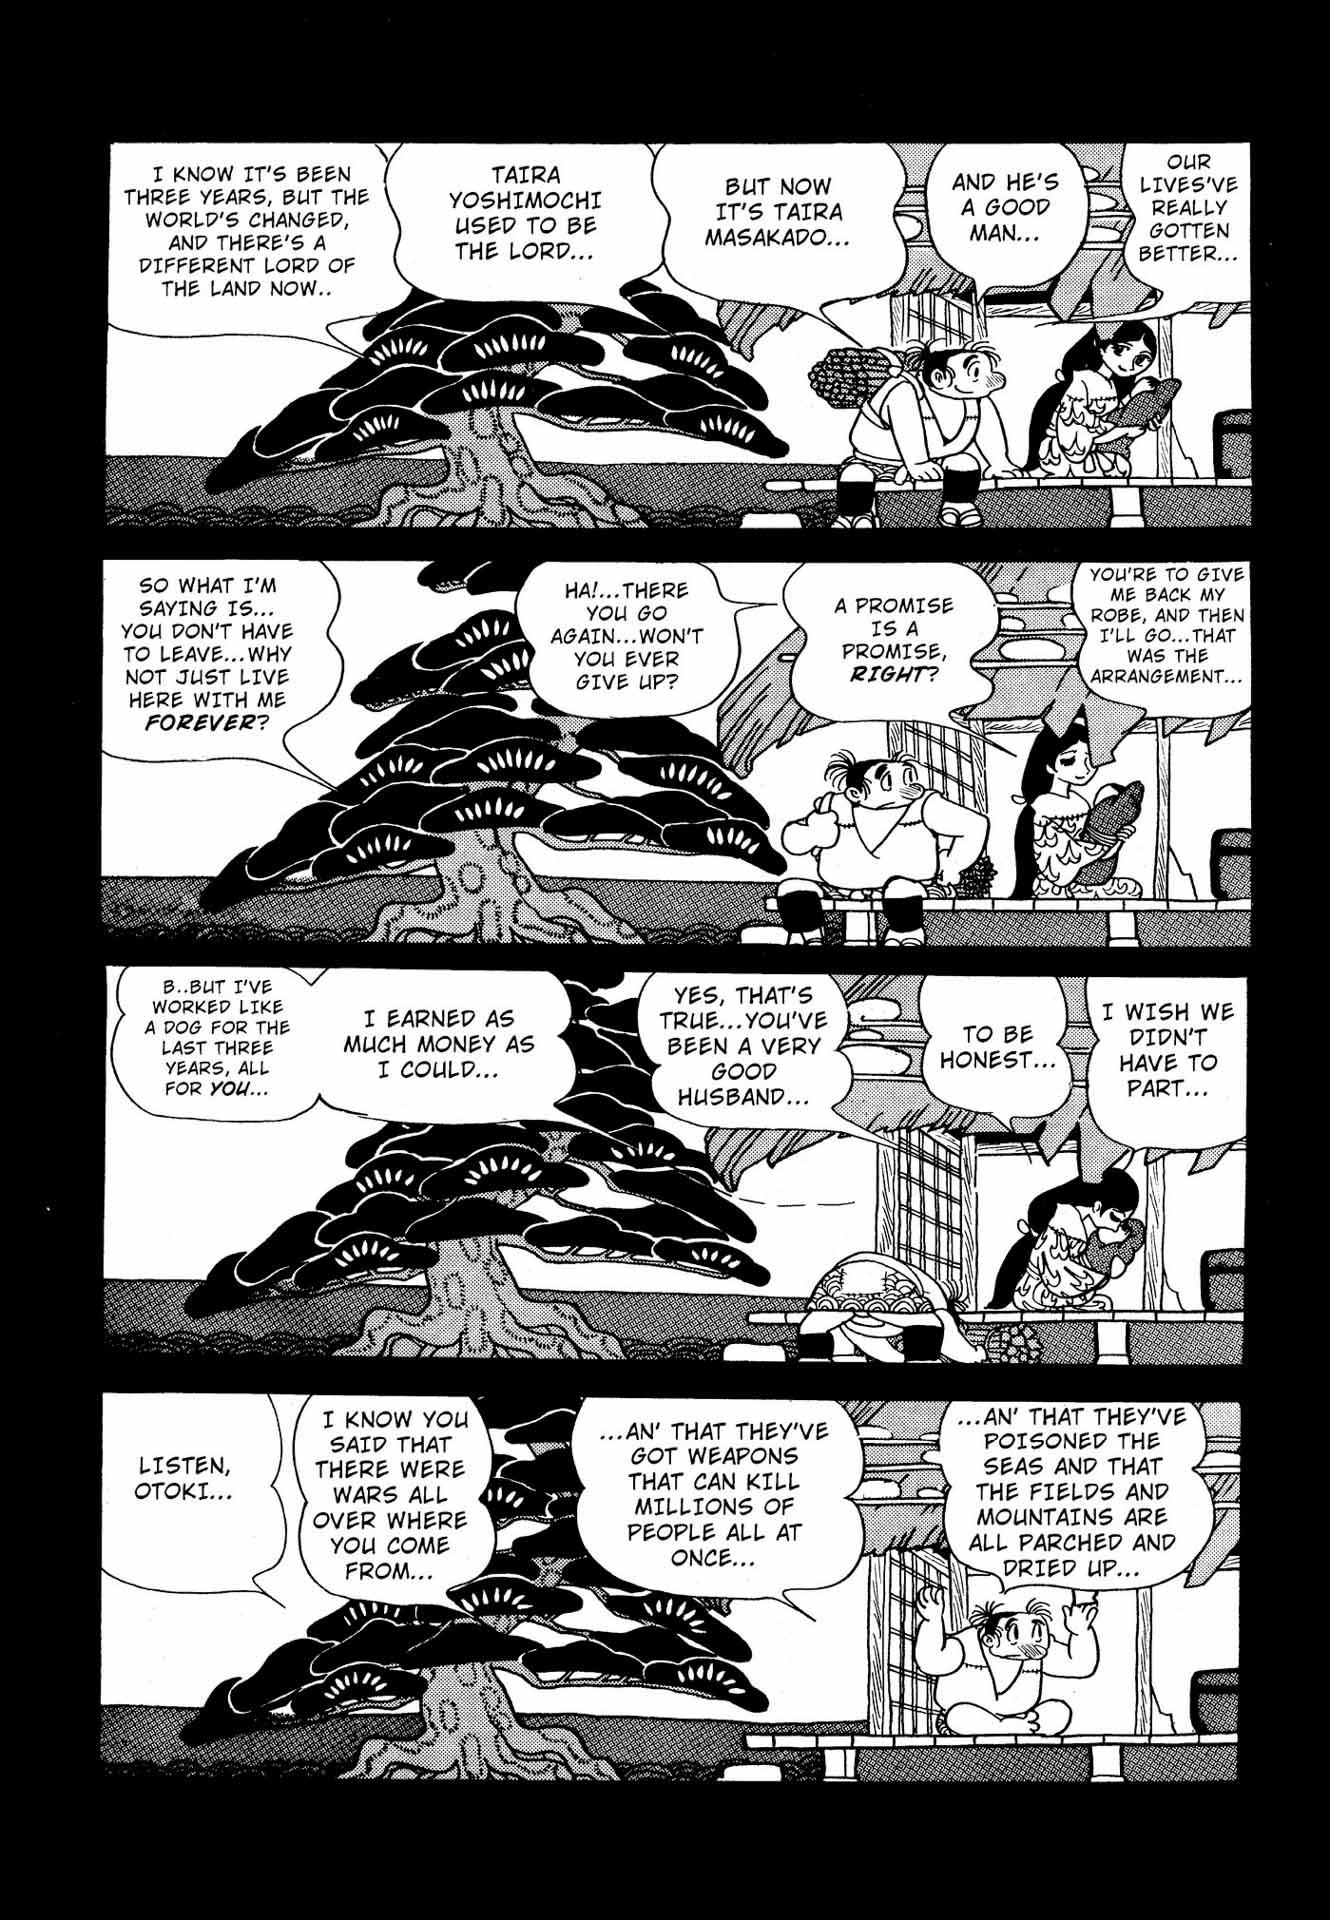 I KNOW IT'S BEEN
THREE YEARS, BUT THE
WORLD'S CHANGED,
AND THERE'S A
DIFFERENT LORD OF
THE LAND NOW..
TAIRA
YOSHIMOCHI
USED TO BE
THE LORD...
BUT NOW
IT'S TAIRA
MASAKADO...
AND HE'S
A GOOD
MAN...
OUR
LIVES'VE
REALLY
GOTTEN
BETTER...
SO WHAT I'M
SAYING IS...
YOU DON'T HAVE
TO LEAVE...WHY
NOT JUST LIVE
HERE WITH ME
FOREVER?
HA!...THERE
YOU GO
AGAIN...WON'T
YOU EVER
GIVE UP?
A PROMISE
IS A
PROMISE,
RIGHT?
YOU'RE TO GIVE
ME BACK MY
ROBE, AND THEN
I'LL GO...THAT
WAS THE
ARRANGEMENT...
B..BUT I'VE
WORKED LIKE
A DOG FOR THE
LAST THREE
YEARS, ALL
FOR YOU...
I EARNED AS
MUCH MONEY AS
I COULD...
YES, THAT'S
TRUE...YOU'VE
BEEN A VERY
GOOD
HUSBAND...
TO BE
HONEST...
I WISH WE
DIDN'T
HAVE TO
PART...
LISTEN,
OTOKI...
I KNOW YOU
SAID THAT
THERE WERE
WARS ALL
OVER WHERE
YOU COME
FROM...
...AN' THAT THEY'VE
GOT WEAPONS
THAT CAN KILL
MILLIONS OF
PEOPLE ALL AT
ONCE...
...AN' THAT THEY'VE
POISONED THE
SEAS AND THAT
THE FIELDS AND
MOUNTAINS ARE
ALL PARCHED AND
DRIED UP...